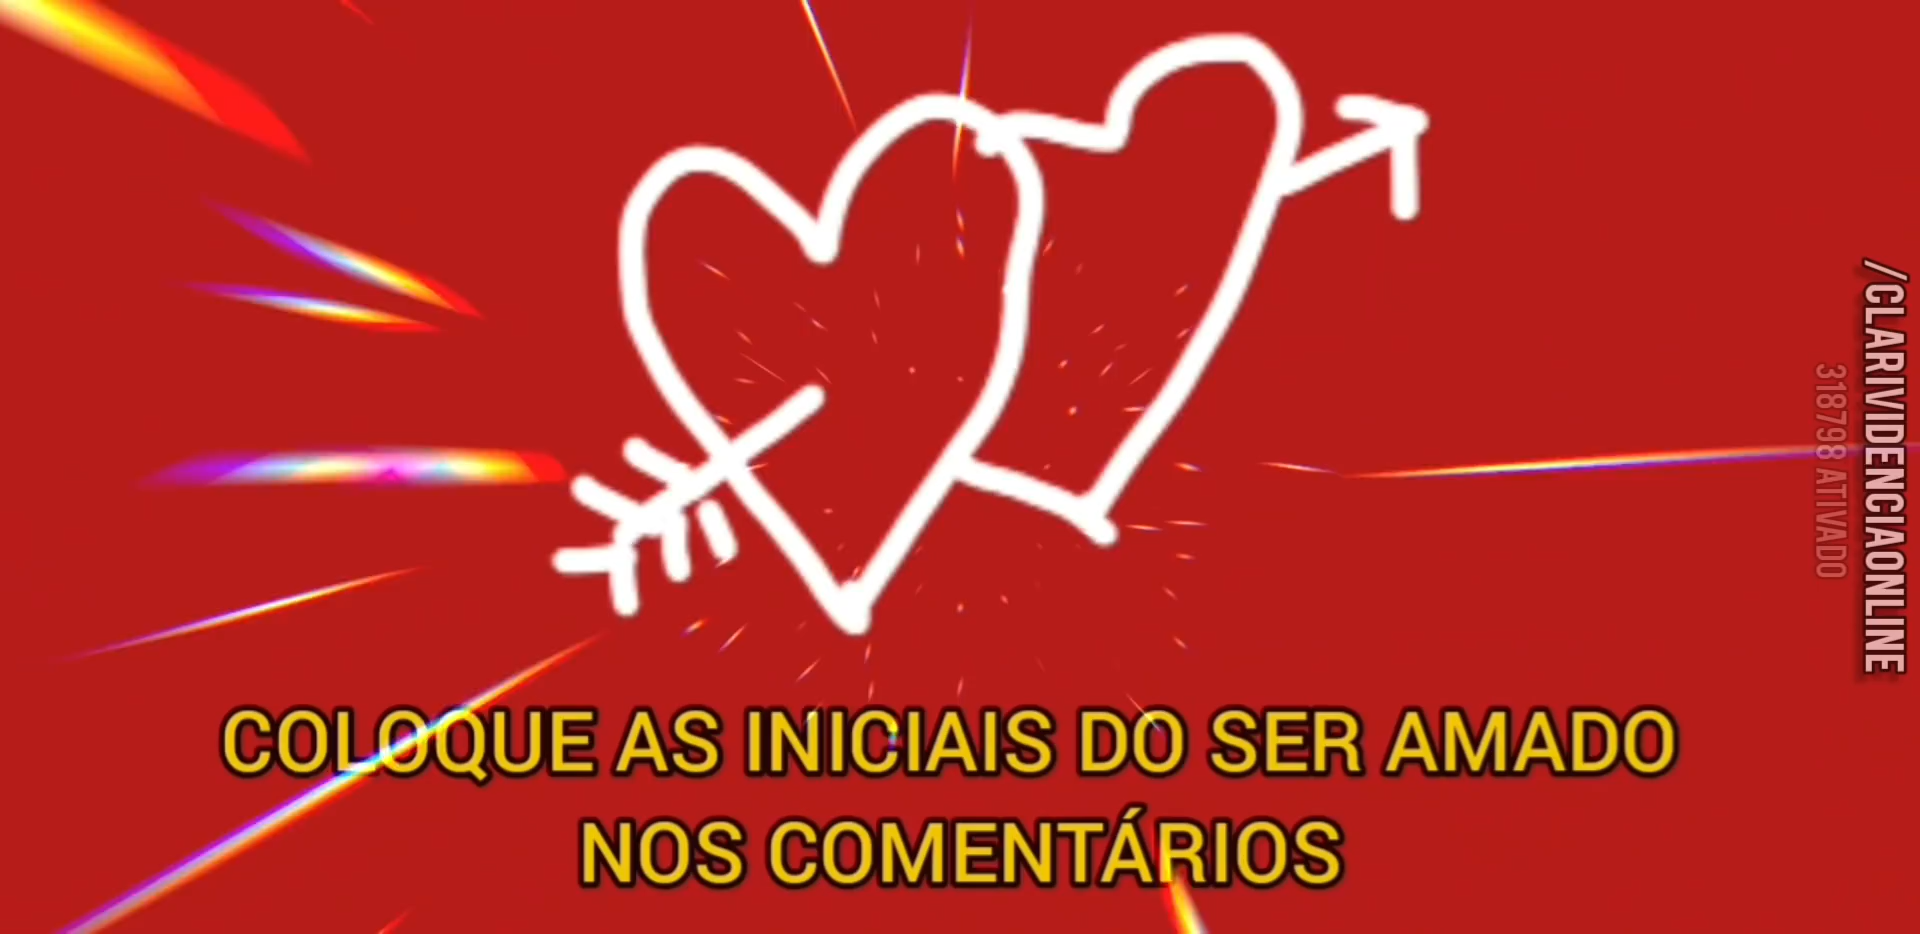 COLOQUE AS INICIAIS DO SER AMADO
NOS COMENTÁRIOS
/CLARIVIDENCIAONLINE
318798 ATIVADO